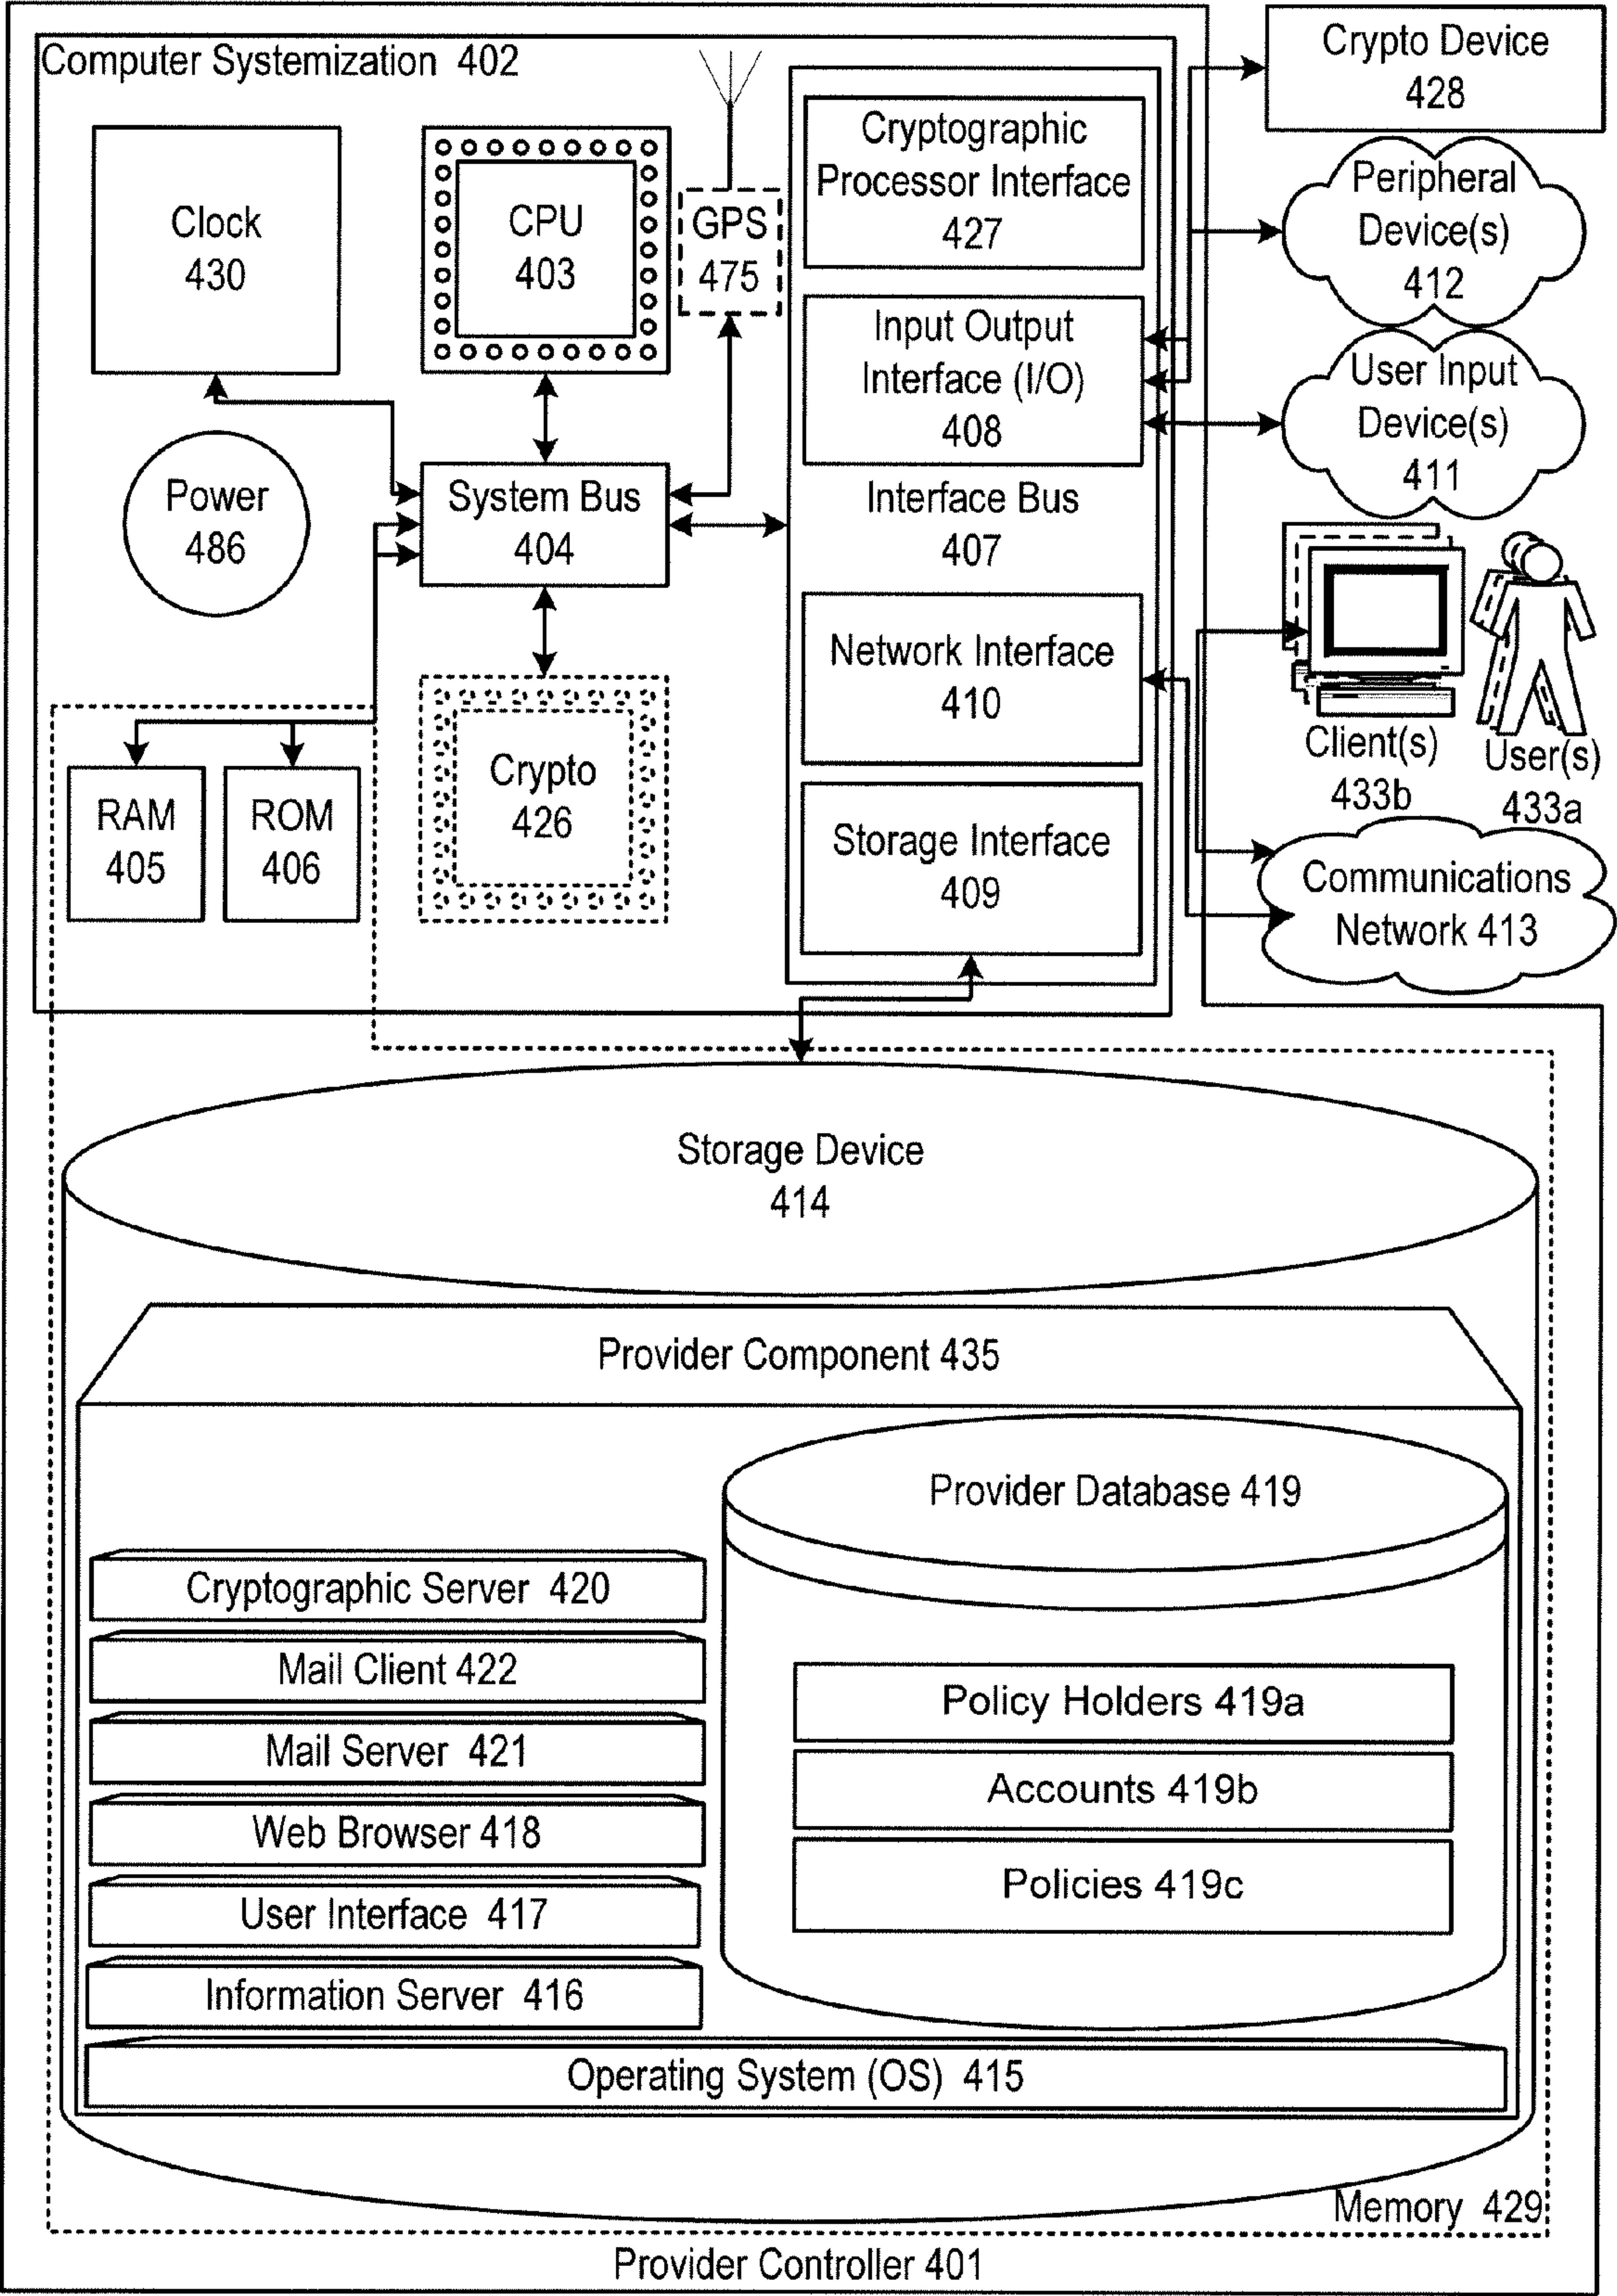 Computer Systemization 402
Clock
430
CPU
403
GPS
475
Power
486
System Bus
404
RAM
405
ROM
406
Crypto
426
Cryptographic
Processor Interface
427
Input Output
Interface (I/O)
408
Interface Bus
407
Network Interface
410
Storage Interface
409
Crypto Device
428
Peripheral
Device(s)
412
User Input
Device(s)
411
Client(s)
433b
User(s)
433a
Communications
Network 413
Storage Device
414
Provider Component 435
Provider Database 419
Cryptographic Server 420
Mail Client 422
Mail Server 421
Web Browser 418
User Interface 417
Information Server 416
Policy Holders 419a
Accounts 419b
Policies 419c
Operating System (OS) 415
Memory 429
Provider Controller 401